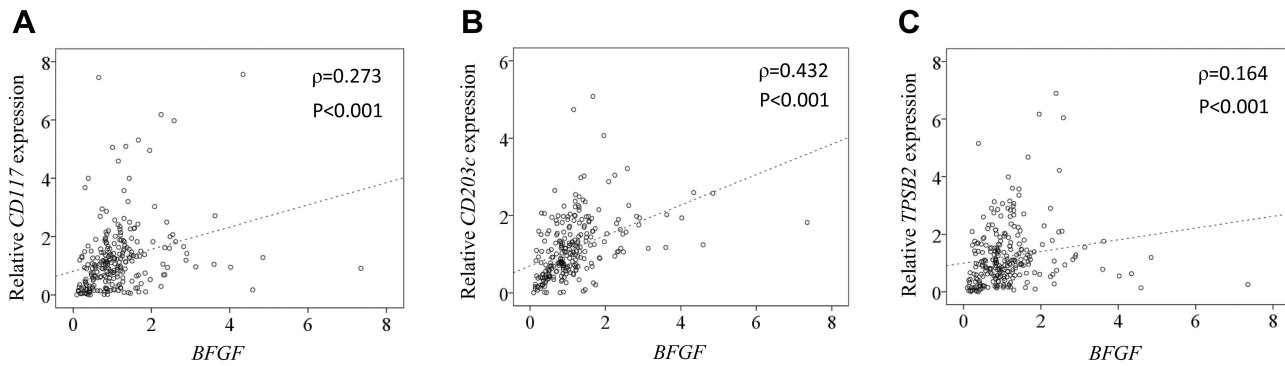 A
Relative CD117 expression
8
6
4
2
0
ρ=0.273
P<0.001
0 2 4 6 8
BFGF
B
Relative CD203c expression
6
4
2
0
ρ=0.432
P<0.001
0 2 4 6 8
BFGF
C
Relative TPSB2 expression
8
6
4
2
0
ρ=0.164
P<0.001
0 2 4 6 8
BFGF